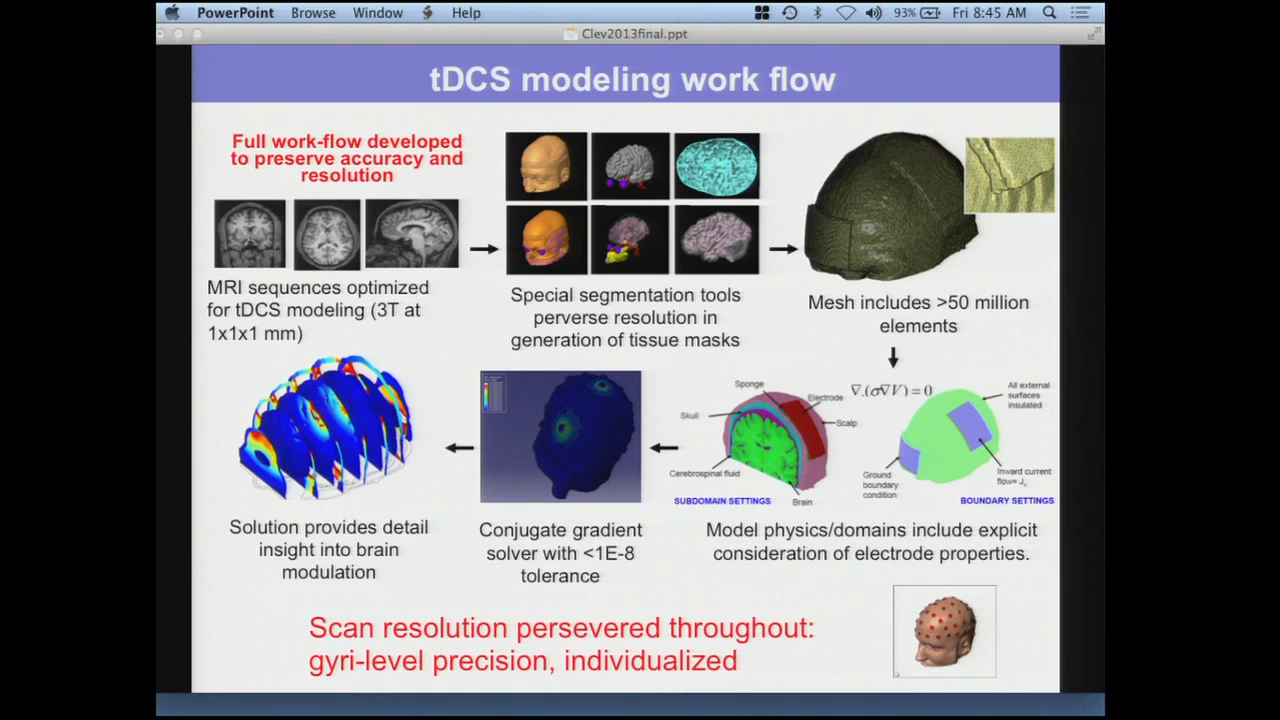 PowerPoint Browse Window Help 93% Fri 8:45 AM
Clev2013final.ppt
tDCS modeling work flow
Full work-flow developed
to preserve accuracy and
resolution
MRI sequences optimized
for tDCS modeling (3T at
1x1x1 mm)
Special segmentation tools
perverse resolution in
generation of tissue masks
Mesh includes >50 million
elements
Sponge
Electrode
Skull
Scalp
Cerebrospinal fluid
Brain
SUBDOMAIN SETTINGS
∇.(σ∇V) = 0
All external
surfaces
insulated
Ground
boundary
condition
Inward current
flow= Jₙ
BOUNDARY SETTINGS
Model physics/domains include explicit
consideration of electrode properties.
Conjugate gradient
solver with <1E-8
tolerance
Solution provides detail
insight into brain
modulation
Scan resolution persevered throughout:
gyri-level precision, individualized